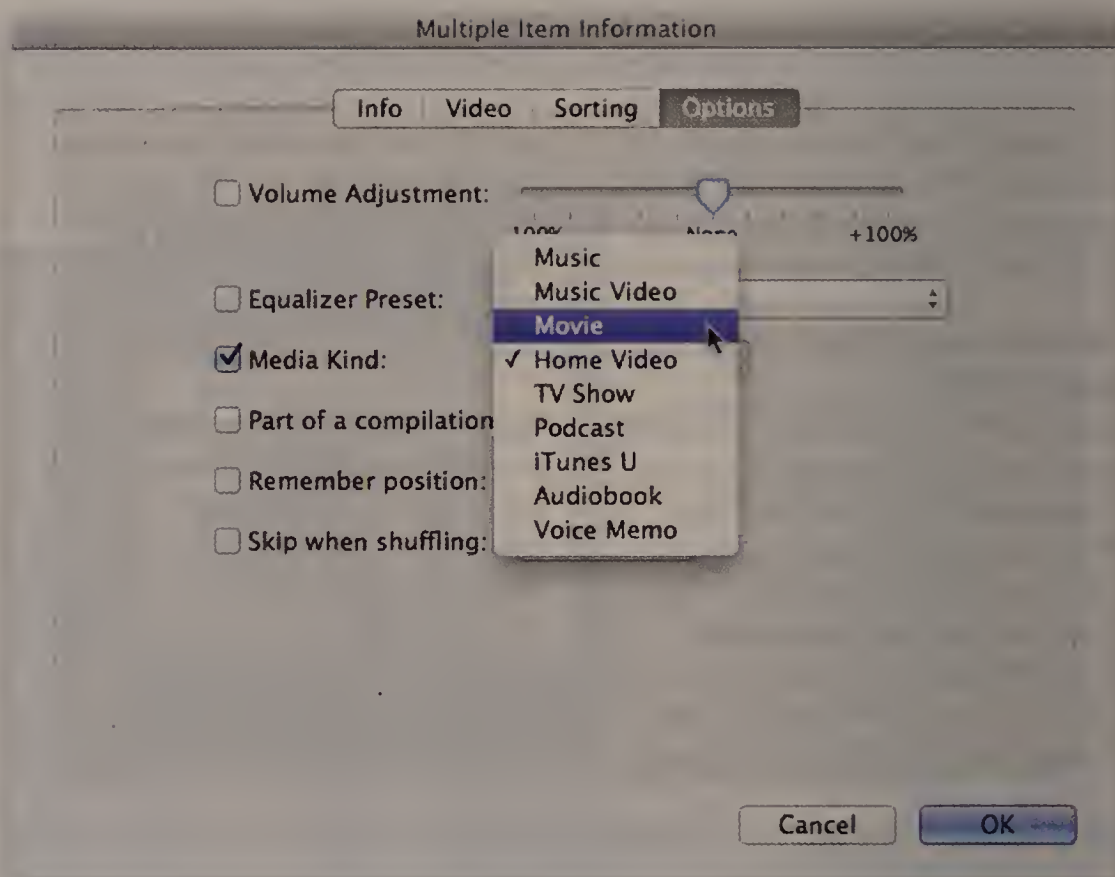 Multiple Item Information
Info Video Sorting Options
Volume Adjustment:
None +100%
Equalizer Preset:
Media Kind:
Part of a compilation
Remember position:
Skip when shuffling:
Music
Music Video
Movie
✓ Home Video
TV Show
Podcast
iTunes U
Audiobook
Voice Memo
Cancel OK